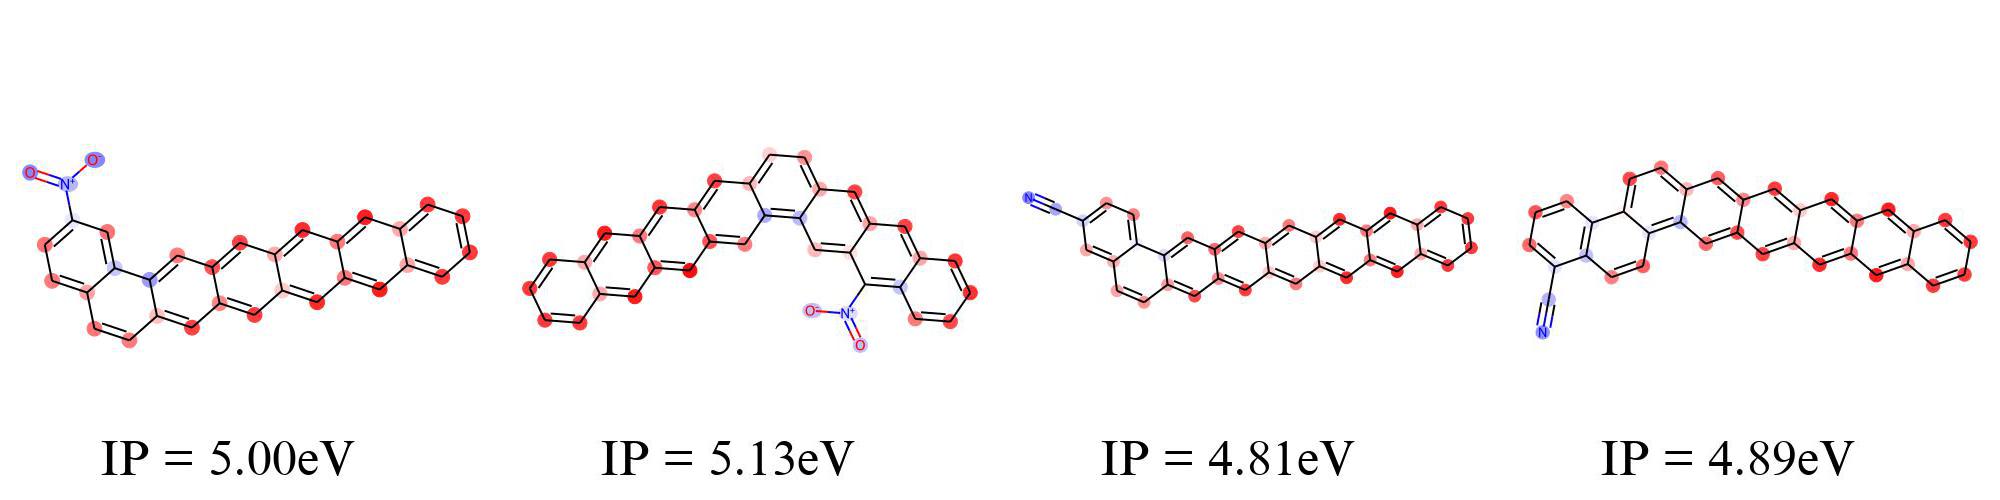 O N+ O-
O- N+ O
N
N
IP = 5.00eV
IP = 5.13eV
IP = 4.81eV
IP = 4.89eV